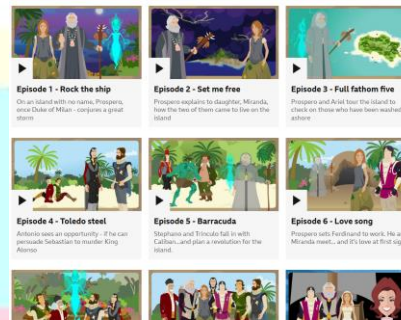 Episode 1 - Rock the ship
On an island with no name, Prospero,
once Duke of Milan - conjures a great
storm
Episode 2 - Set me free
Prospero explains to daughter, Miranda,
how the two of them came to live on the
island
Episode 3 - Full fathom five
Prospero and Ariel tour the island to
check on those who have been washed
ashore
Episode 4 - Toledo steel
Antonio sees an opportunity - if he can
persuade Sebastian to murder King
Alonso
Episode 5 - Barracuda
Stephano and Trinculo fall in with
Caliban...and plan a revolution for the
island.
Episode 6 - Love song
Prospero sets Ferdinand to work. He a
Miranda meet... and it's love at first sig